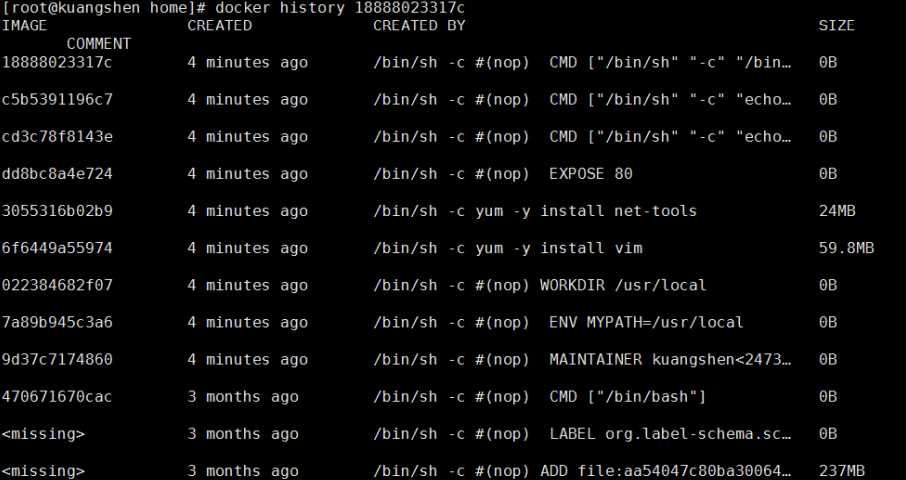 [root@kuangshen home]# docker history 18888023317c
IMAGE CREATED CREATED BY SIZE
COMMENT
18888023317c 4 minutes ago /bin/sh -c #(nop) CMD ["/bin/sh" "-c" "/bin… 0B
c5b5391196c7 4 minutes ago /bin/sh -c #(nop) CMD ["/bin/sh" "-c" "echo… 0B
cd3c78f8143e 4 minutes ago /bin/sh -c #(nop) CMD ["/bin/sh" "-c" "echo… 0B
dd8bc8a4e724 4 minutes ago /bin/sh -c #(nop) EXPOSE 80 0B
3055316b02b9 4 minutes ago /bin/sh -c yum -y install net-tools 24MB
6f6449a55974 4 minutes ago /bin/sh -c yum -y install vim 59.8MB
022384682f07 4 minutes ago /bin/sh -c #(nop) WORKDIR /usr/local 0B
7a89b945c3a6 4 minutes ago /bin/sh -c #(nop) ENV MYPATH=/usr/local 0B
9d37c7174860 4 minutes ago /bin/sh -c #(nop) MAINTAINER kuangshen<2473… 0B
470671670cac 3 months ago /bin/sh -c #(nop) CMD ["/bin/bash"] 0B
<missing> 3 months ago /bin/sh -c #(nop) LABEL org.label-schema.sc… 0B
<missing> 3 months ago /bin/sh -c #(nop) ADD file:aa54047c80ba30064… 237MB